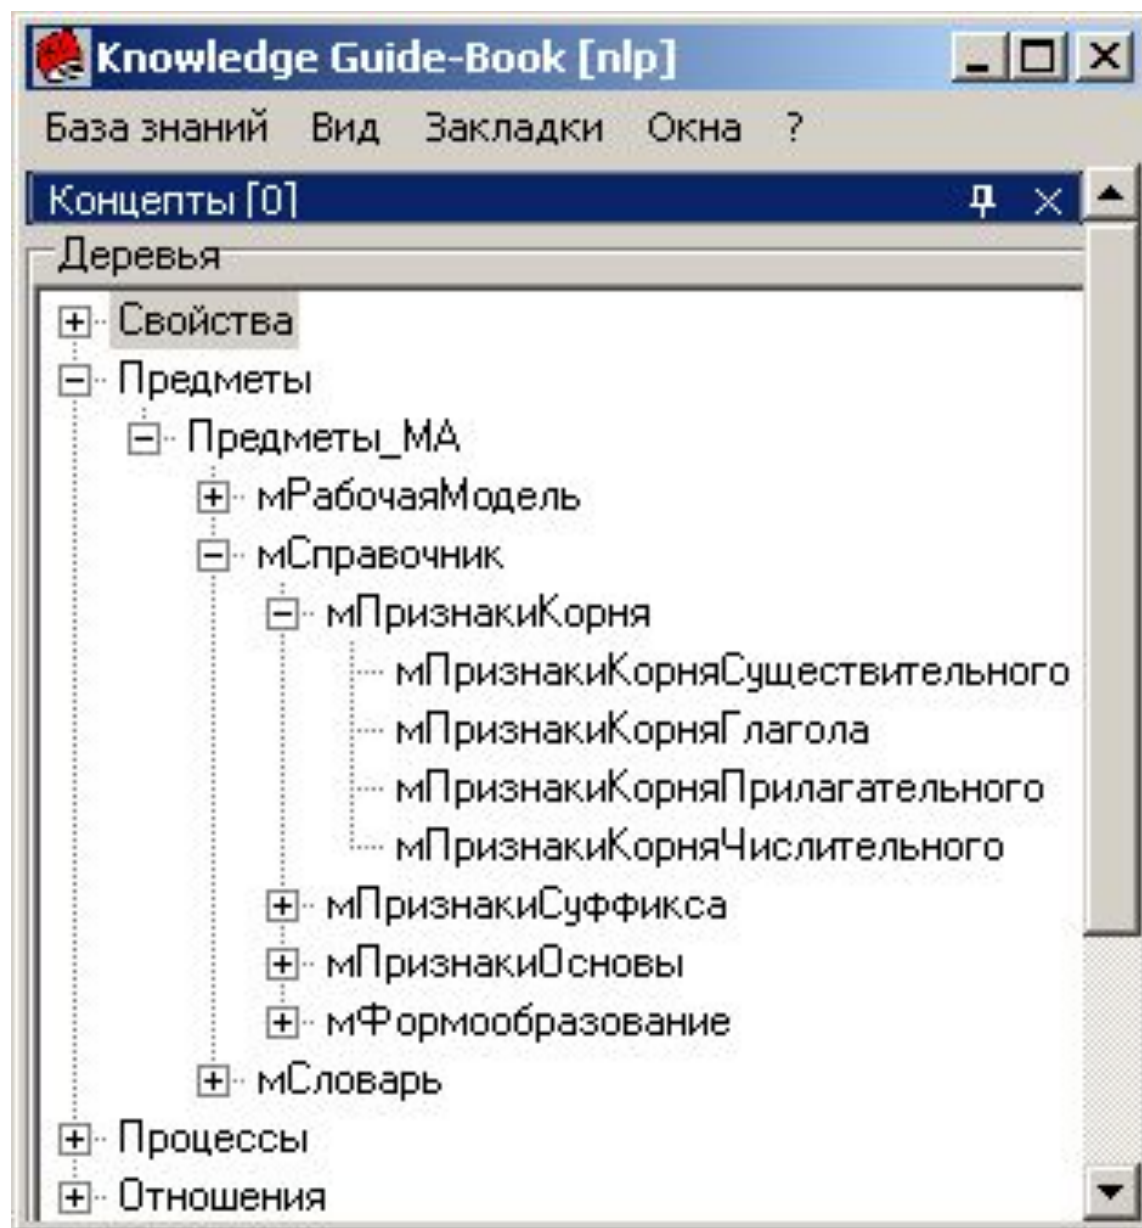 Knowledge Guide-Book [nlp]
База знаний Вид Закладки Окна ?
Концепты [0]
Деревья
Свойства
Предметы
Предметы_МА
мРабочаяМодель
мСправочник
мПризнакиКорня
мПризнакиКорняСуществительного
мПризнакиКорняГлагола
мПризнакиКорняПрилагательного
мПризнакиКорняЧислительного
мПризнакиСуффикса
мПризнакиОсновы
мФормообразование
мСловарь
Процессы
Отношения